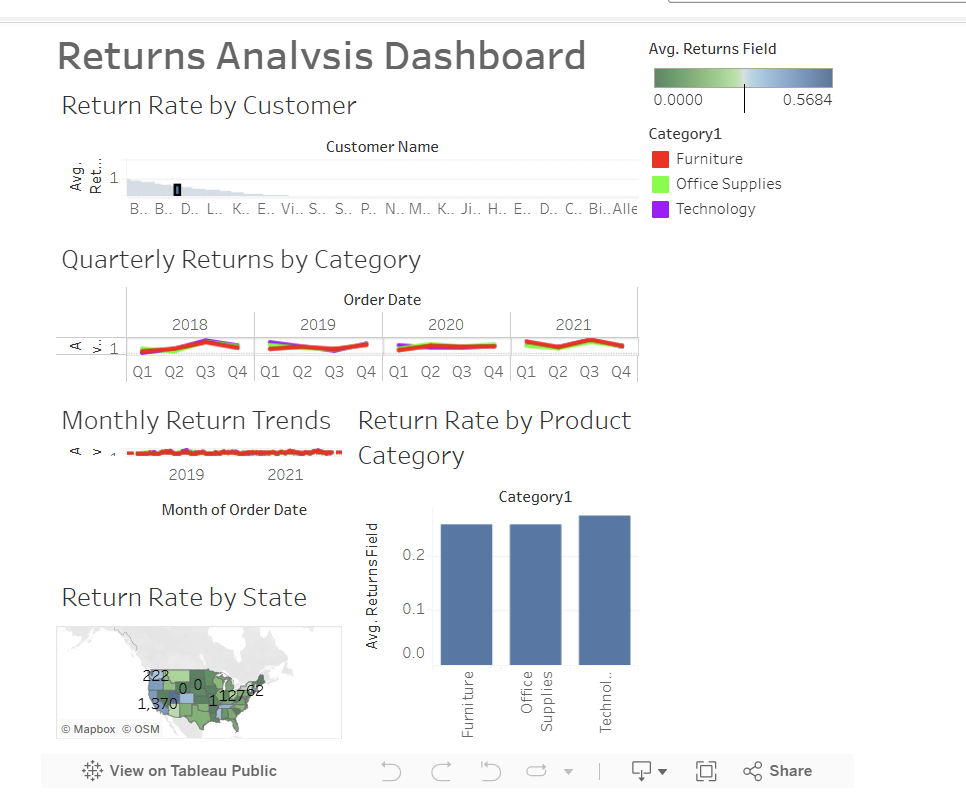 Returns Analysis Dashboard
Avg. Returns Field
0.0000 0.5684
Category1
Furniture
Office Supplies
Technology
Return Rate by Customer
Customer Name
Avg.
Ret...
1
B.. B.. D.. L.. K.. E.. Vi.. S.. S.. P.. N.. M.. K.. Ji.. H.. E.. D.. C.. Bi.. Alle
Quarterly Returns by Category
Order Date
2018 2019 2020 2021
A
v..
1
Q1 Q2 Q3 Q4 Q1 Q2 Q3 Q4 Q1 Q2 Q3 Q4 Q1 Q2 Q3 Q4
Monthly Return Trends
A
v
2019 2021
Month of Order Date
Return Rate by Product
Category
Category1
Avg. Returns Field
0.2
0.1
0.0
Furniture
Office
Supplies
Technol..
Return Rate by State
222
0 0
1,370
1 12762
© Mapbox © OSM
View on Tableau Public
Share